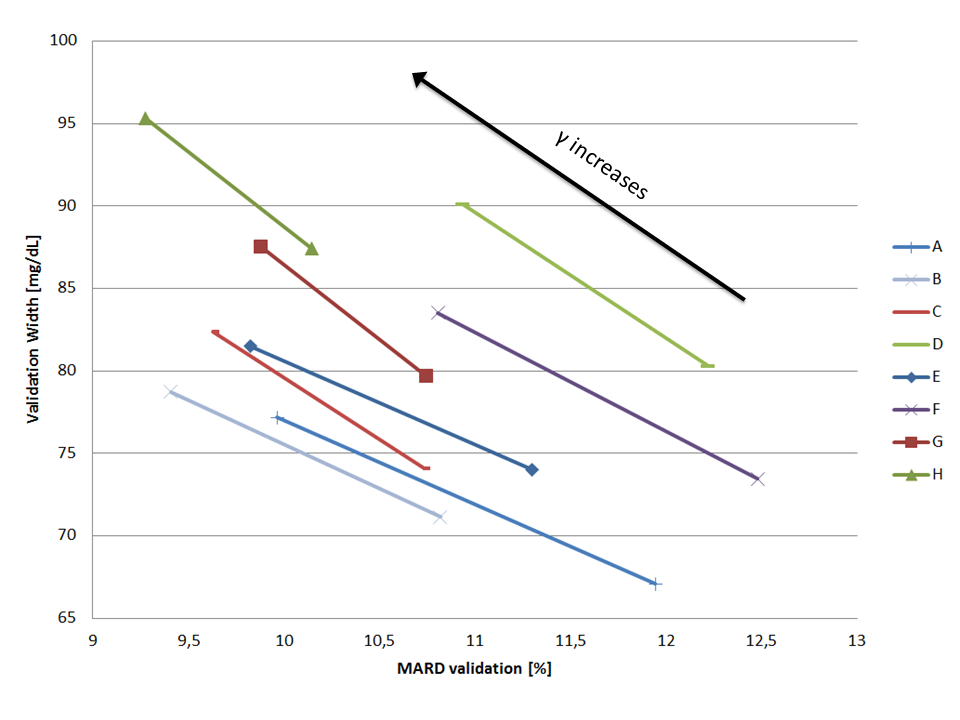 100
95
90
85
80
75
70
65
Validation Width [mg/dL]
γ increases
A
B
C
D
E
F
G
H
9 9,5 10 10,5 11 11,5 12 12,5 13
MARD validation [%]